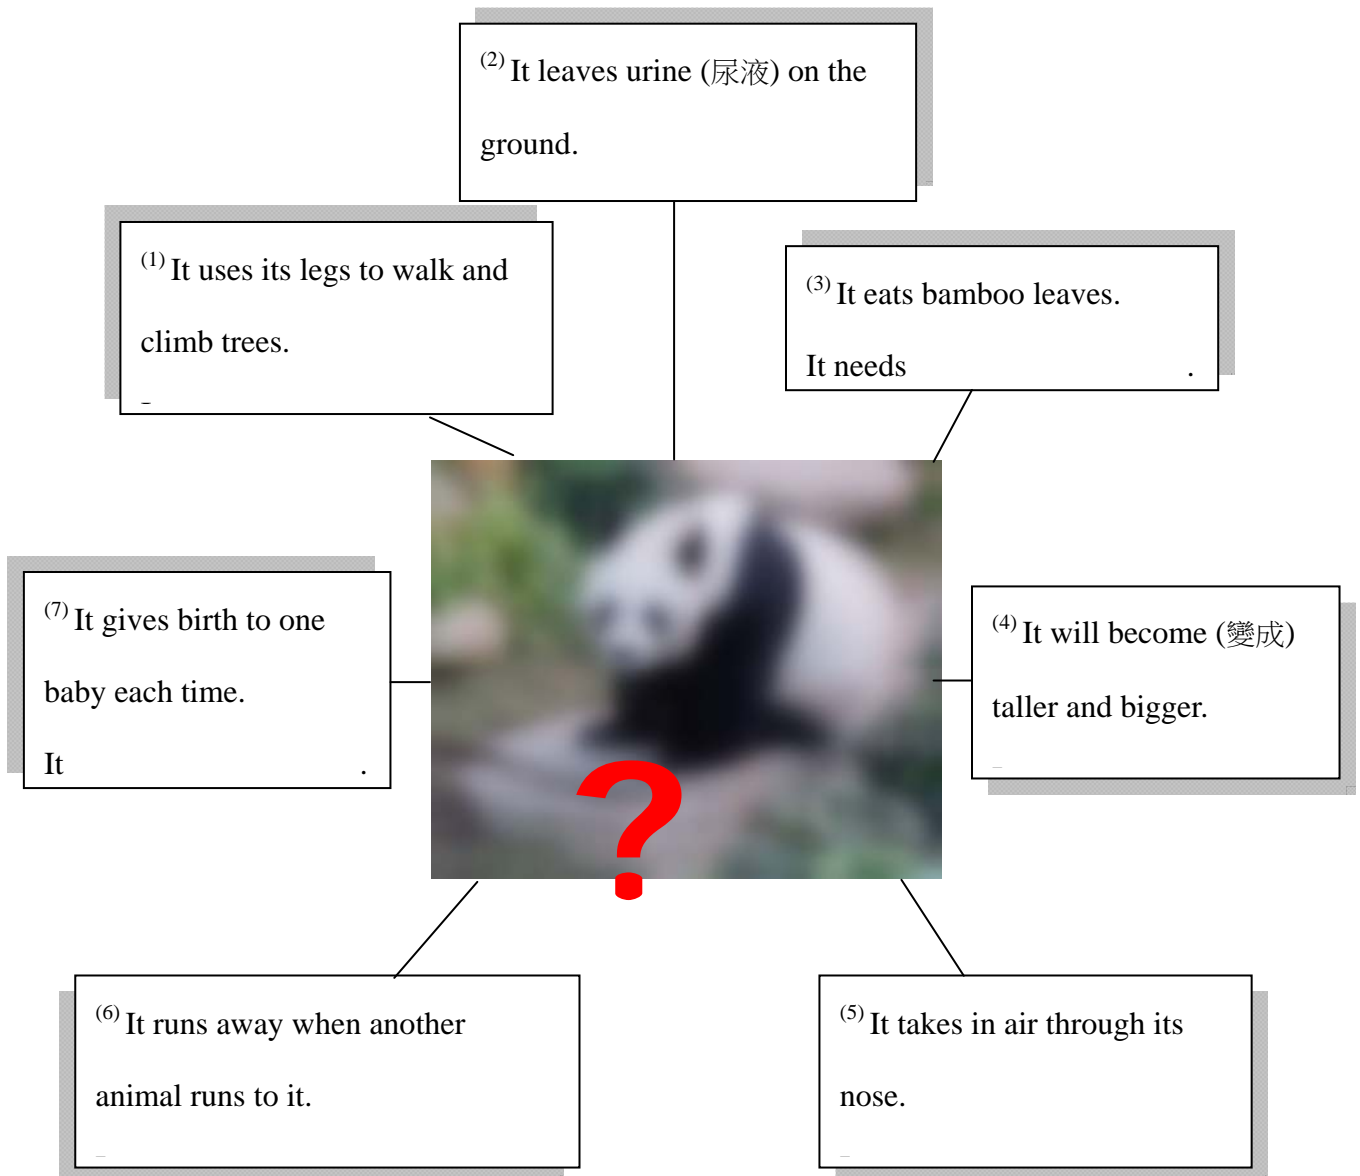 (2) It leaves urine (尿液) on the
ground.
(1) It uses its legs to walk and
climb trees.
(3) It eats bamboo leaves.
It needs .
(7) It gives birth to one
baby each time.
It .
(4) It will become (變成)
taller and bigger.
?
(6) It runs away when another
animal runs to it.
(5) It takes in air through its
nose.